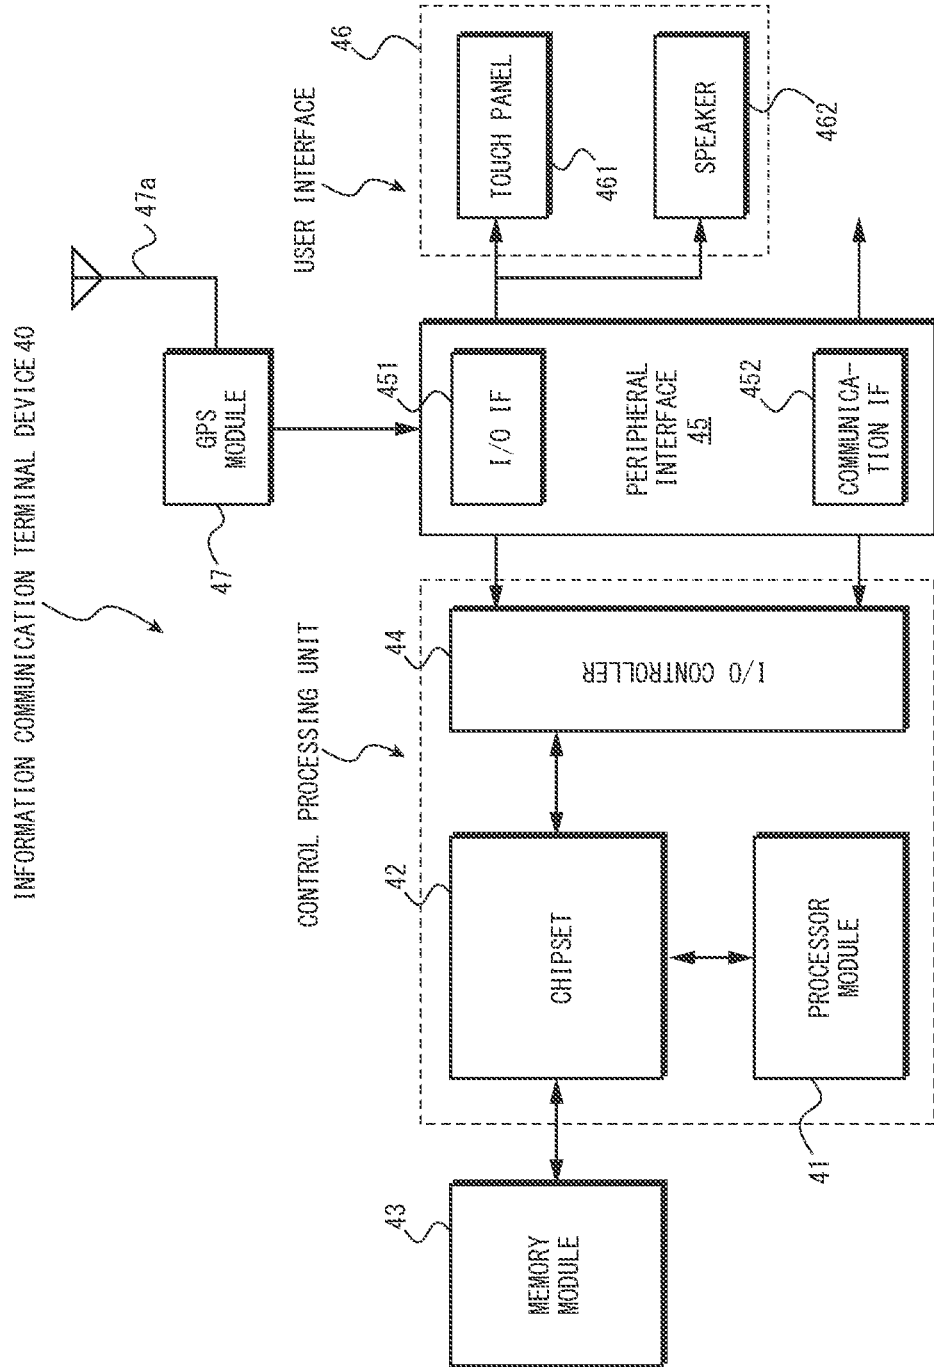 INFORMATION COMMUNICATION TERMINAL DEVICE 40
47a
GPS
MODULE
47
CONTROL PROCESSING UNIT
USER INTERFACE
46
43
MEMORY
MODULE
42
CHIPSET
44
I/O CONTROLLER
451
I/O IF
PERIPHERAL
INTERFACE
45
452
COMMUNICA-
TION IF
TOUCH PANEL
461
SPEAKER
462
PROCESSOR
MODULE
41